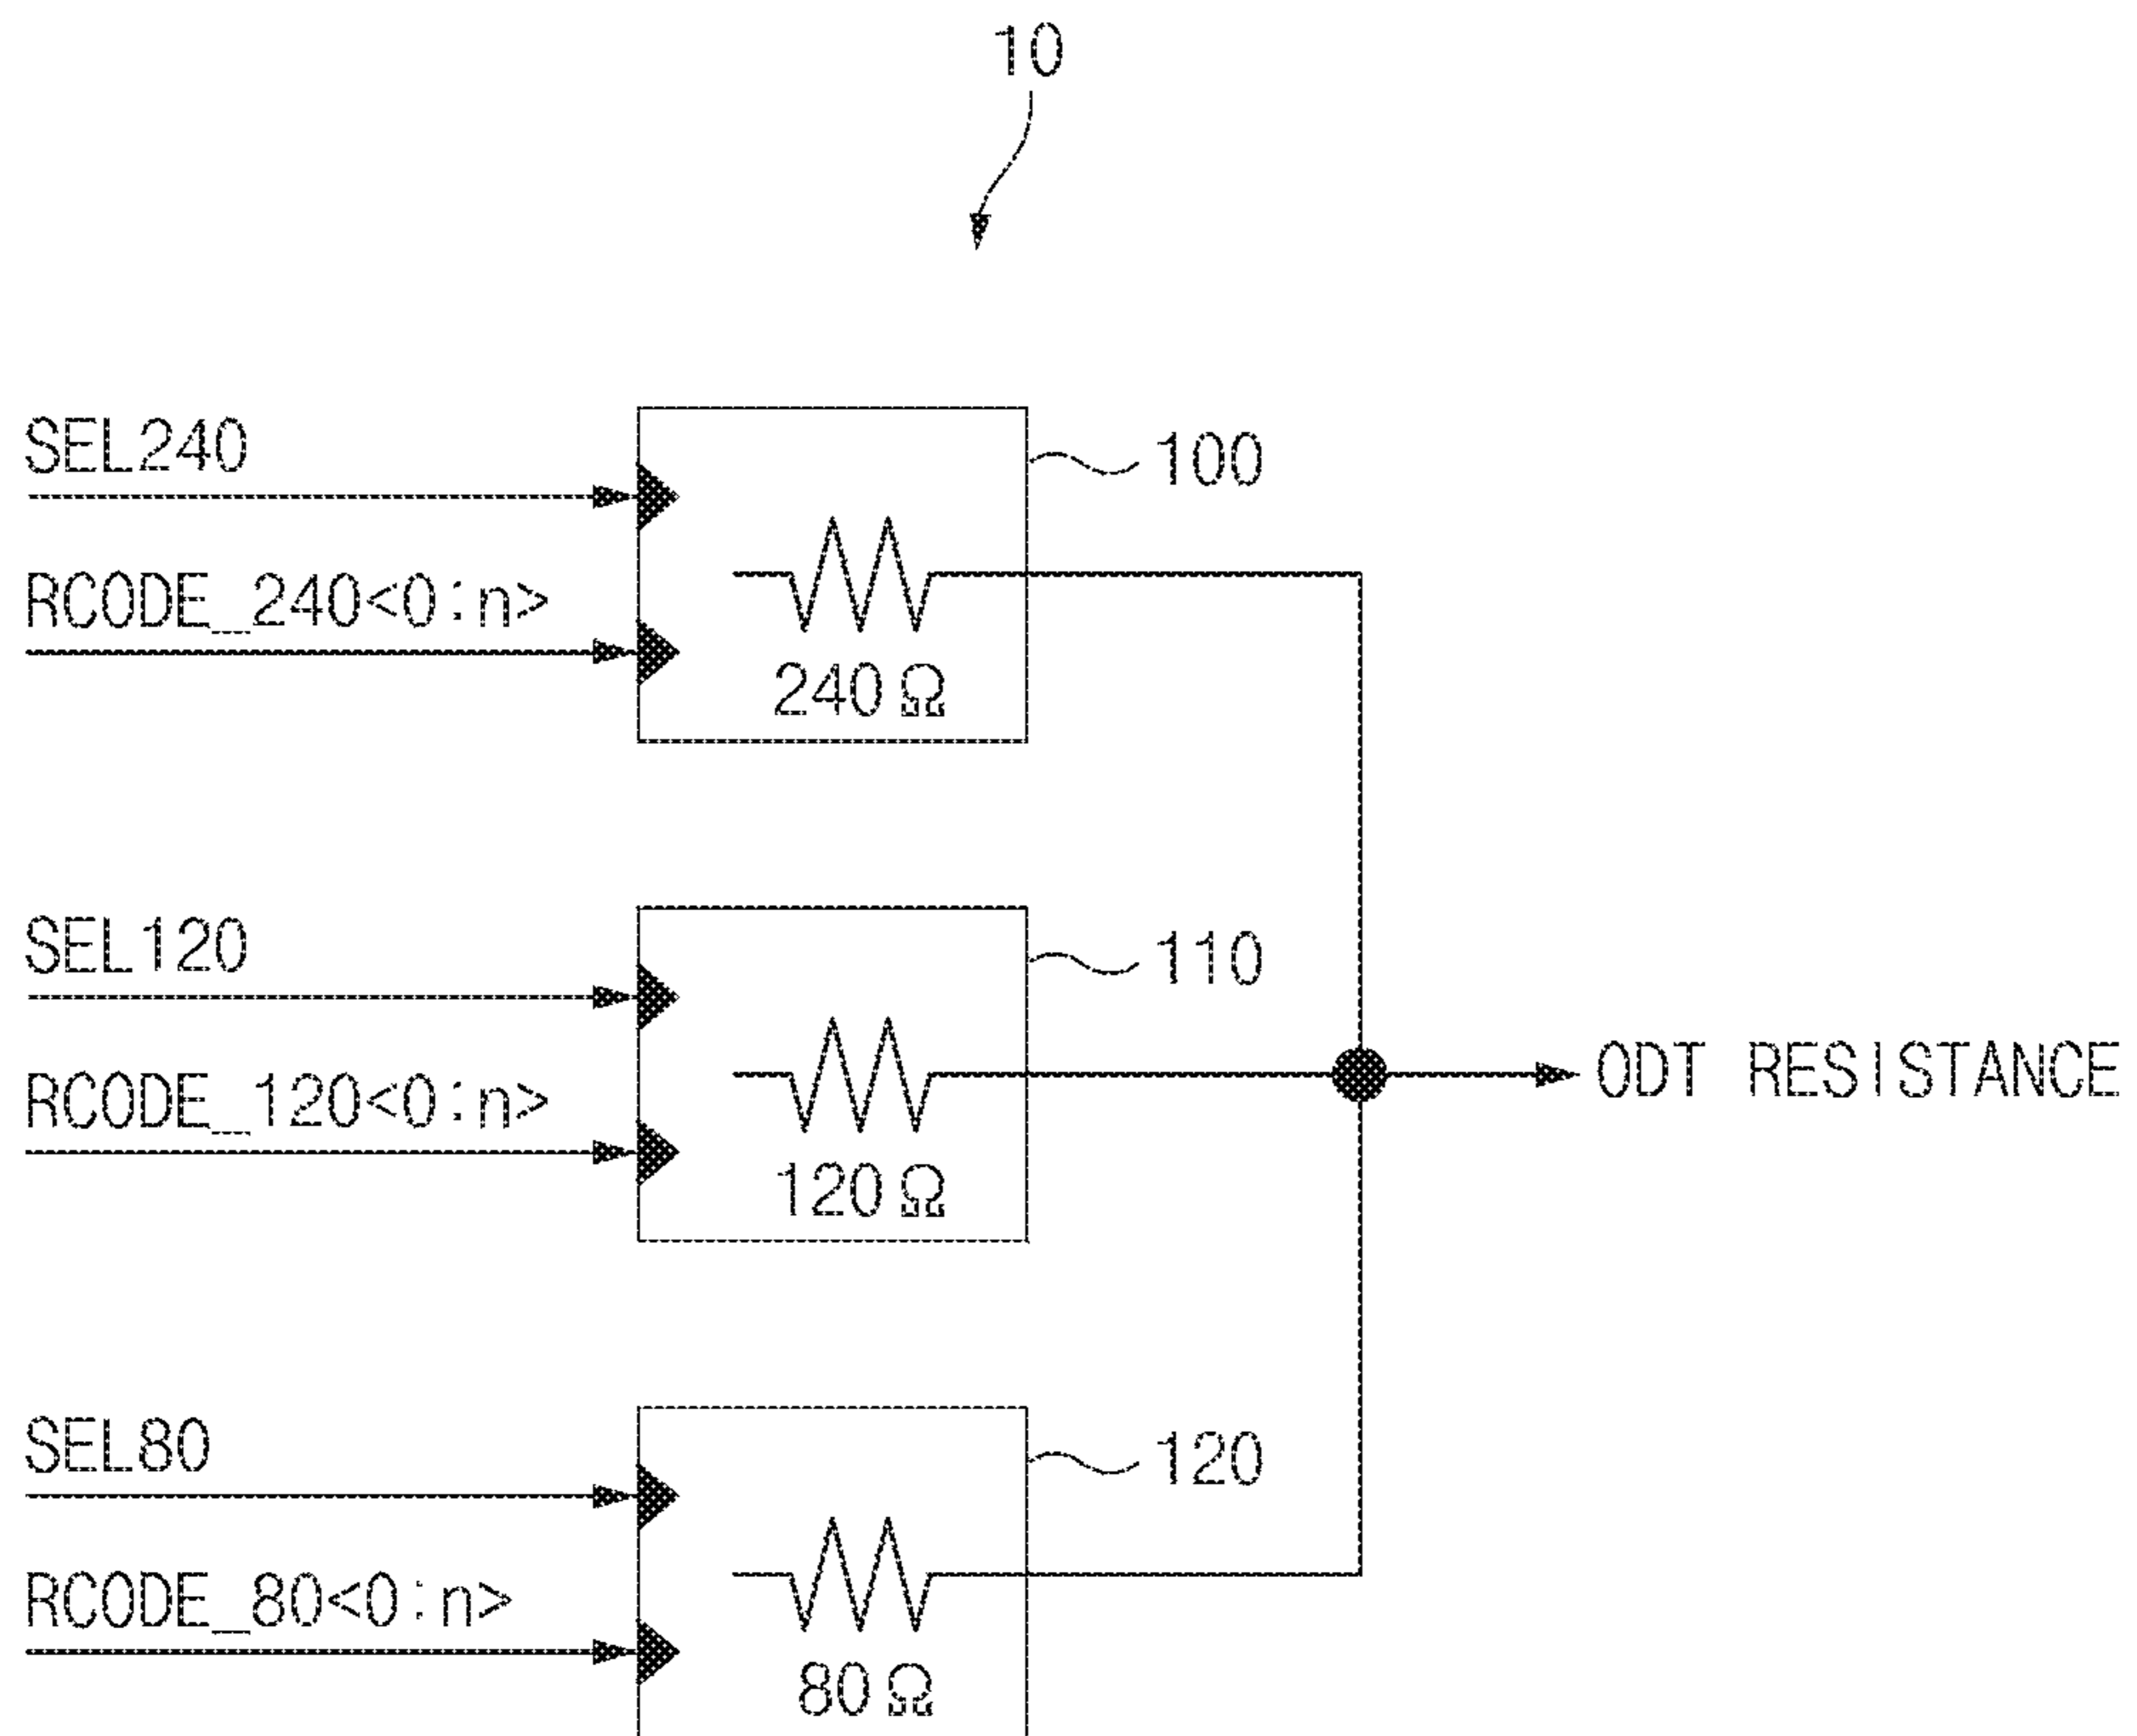 10
SEL240
100
RCODE_240<0:n>
240Ω
SEL120
110
RCODE_120<0:n>
120Ω
ODT RESISTANCE
SEL80
120
RCODE_80<0:n>
80Ω